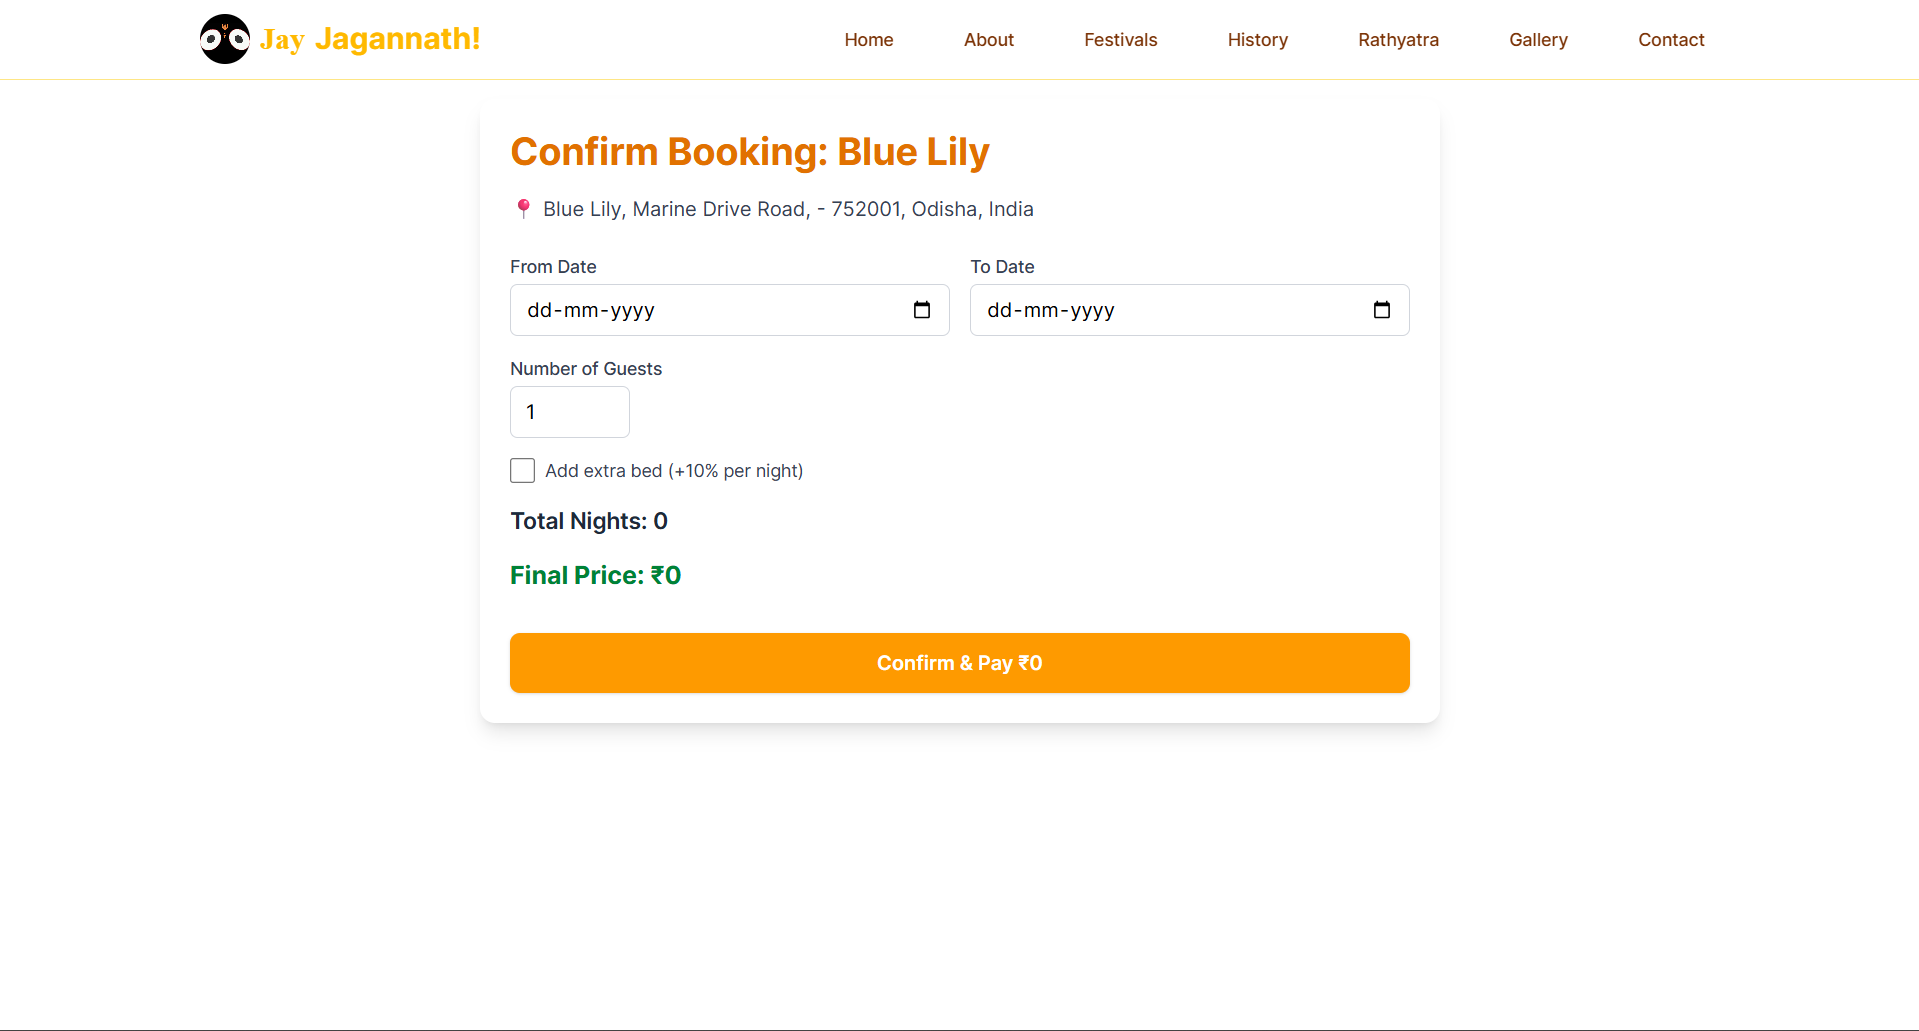 Jay Jagannath!
Home About Festivals History Rathyatra Gallery Contact
Confirm Booking: Blue Lily
📍 Blue Lily, Marine Drive Road, - 752001, Odisha, India
From Date To Date
dd-mm-yyyy dd-mm-yyyy
Number of Guests
1
Add extra bed (+10% per night)
Total Nights: 0
Final Price: ₹0
Confirm & Pay ₹0